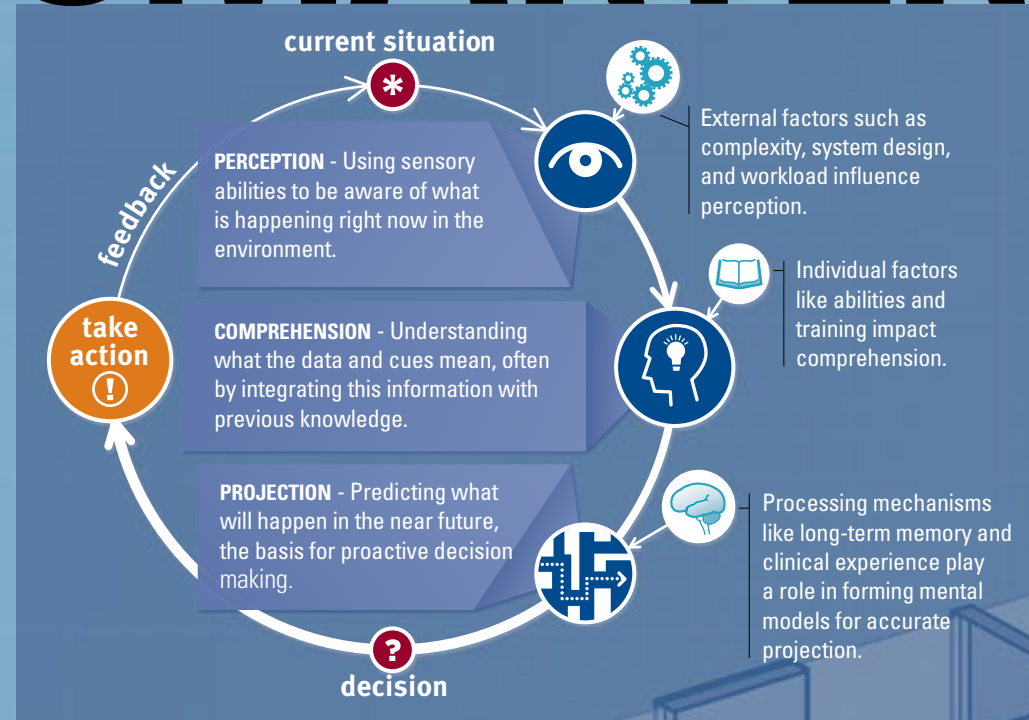 current situation
*
feedback
PERCEPTION - Using sensory
abilities to be aware of what
is happening right now in the
environment.
External factors such as
complexity, system design,
and workload influence
perception.
Individual factors
like abilities and
training impact
comprehension.
take
action
!
COMPREHENSION - Understanding
what the data and cues mean, often
by integrating this information with
previous knowledge.
PROJECTION - Predicting what
will happen in the near future,
the basis for proactive decision
making.
Processing mechanisms
like long-term memory and
clinical experience play
a role in forming mental
models for accurate
projection.
?
decision